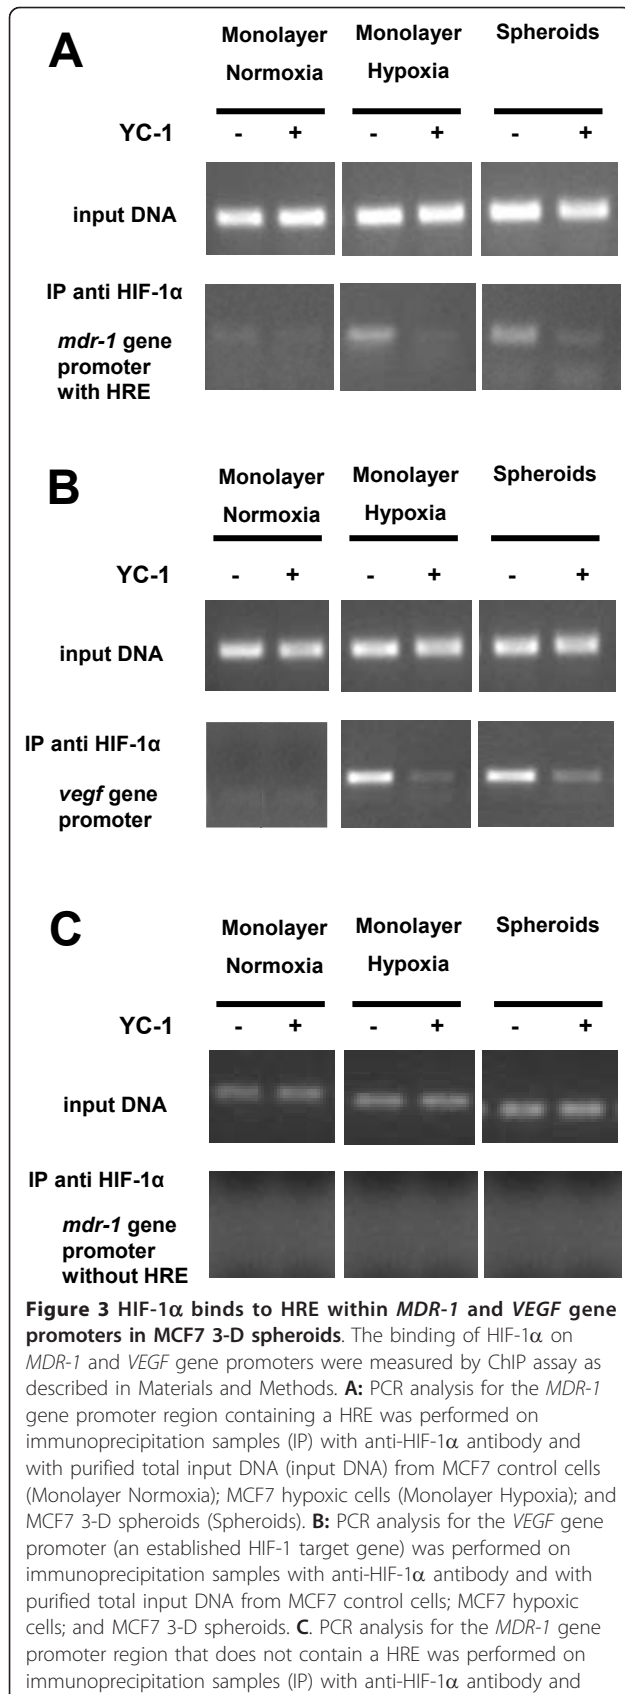 A
Monolayer Normoxia
Monolayer Hypoxia
Spheroids
YC-1 - + - + - +
input DNA
IP anti HIF-1α
mdr-1 gene
promoter
with HRE
B
Monolayer Normoxia
Monolayer Hypoxia
Spheroids
YC-1 - + - + - +
input DNA
IP anti HIF-1α
vegf gene
promoter
C
Monolayer Normoxia
Monolayer Hypoxia
Spheroids
YC-1 - + - + - +
input DNA
IP anti HIF-1α
mdr-1 gene
promoter
without HRE
Figure 3 HIF-1α binds to HRE within MDR-1 and VEGF gene
promoters in MCF7 3-D spheroids. The binding of HIF-1α on
MDR-1 and VEGF gene promoters were measured by ChIP assay as
described in Materials and Methods. A: PCR analysis for the MDR-1
gene promoter region containing a HRE was performed on
immunoprecipitation samples (IP) with anti-HIF-1α antibody and
with purified total input DNA (input DNA) from MCF7 control cells
(Monolayer Normoxia); MCF7 hypoxic cells (Monolayer Hypoxia); and
MCF7 3-D spheroids (Spheroids). B: PCR analysis for the VEGF gene
promoter (an established HIF-1 target gene) was performed on
immunoprecipitation samples with anti-HIF-1α antibody and with
purified total input DNA from MCF7 control cells; MCF7 hypoxic
cells; and MCF7 3-D spheroids. C. PCR analysis for the MDR-1 gene
promoter region that does not contain a HRE was performed on
immunoprecipitation samples (IP) with anti-HIF-1α antibody and